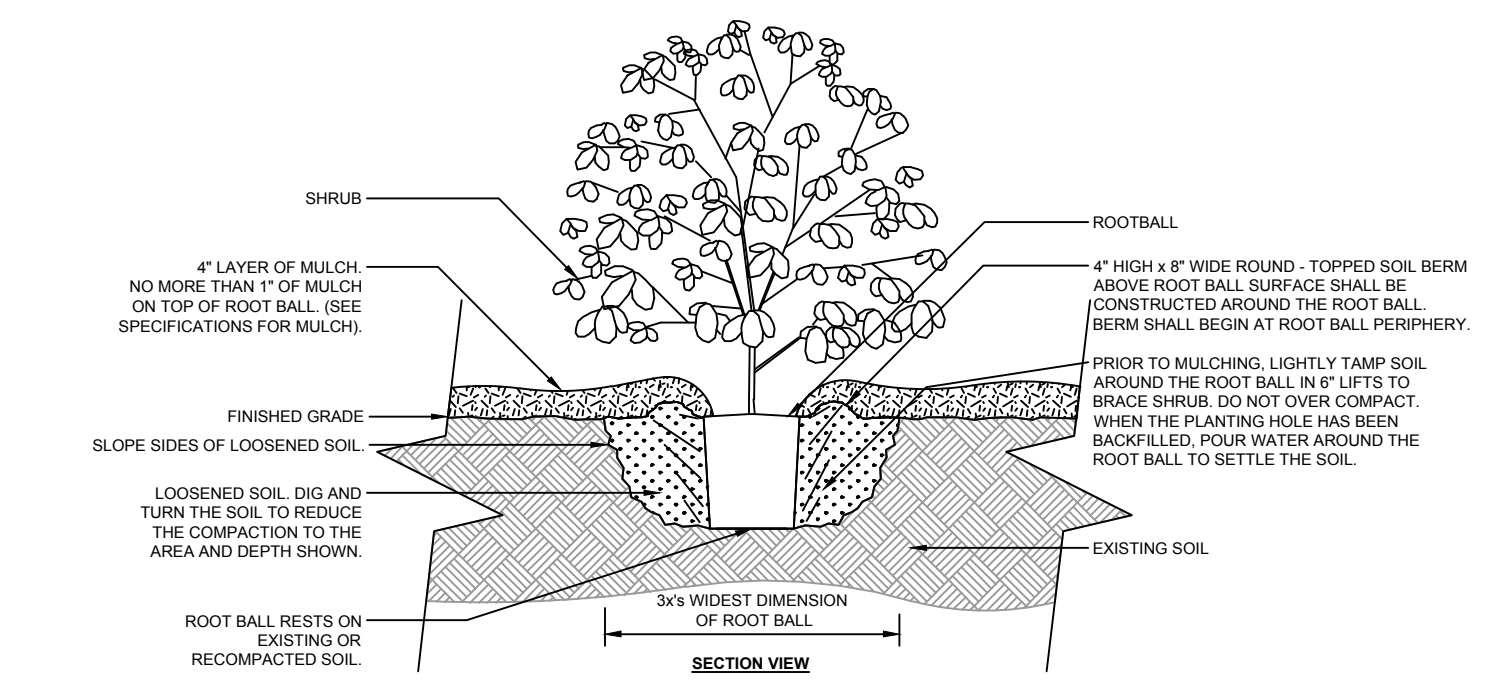 SHRUB
4" LAYER OF MULCH.
NO MORE THAN 1" OF MULCH
ON TOP OF ROOT BALL. (SEE
SPECIFICATIONS FOR MULCH).
FINISHED GRADE
SLOPE SIDES OF LOOSENED SOIL.
LOOSENED SOIL. DIG AND
TURN THE SOIL TO REDUCE
THE COMPACTION TO THE
AREA AND DEPTH SHOWN.
ROOT BALL RESTS ON
EXISTING OR
RECOMPACTED SOIL.
ROOTBALL
4" HIGH x 8" WIDE ROUND - TOPPED SOIL BERM
ABOVE ROOT BALL SURFACE SHALL BE
CONSTRUCTED AROUND THE ROOT BALL.
BERM SHALL BEGIN AT ROOT BALL PERIPHERY.
PRIOR TO MULCHING, LIGHTLY TAMP SOIL
AROUND THE ROOT BALL IN 6" LIFTS TO
BRACE SHRUB. DO NOT OVER COMPACT.
WHEN THE PLANTING HOLE HAS BEEN
BACKFILLED, POUR WATER AROUND THE
ROOT BALL TO SETTLE THE SOIL.
EXISTING SOIL
3x's WIDEST DIMENSION
OF ROOT BALL
SECTION VIEW